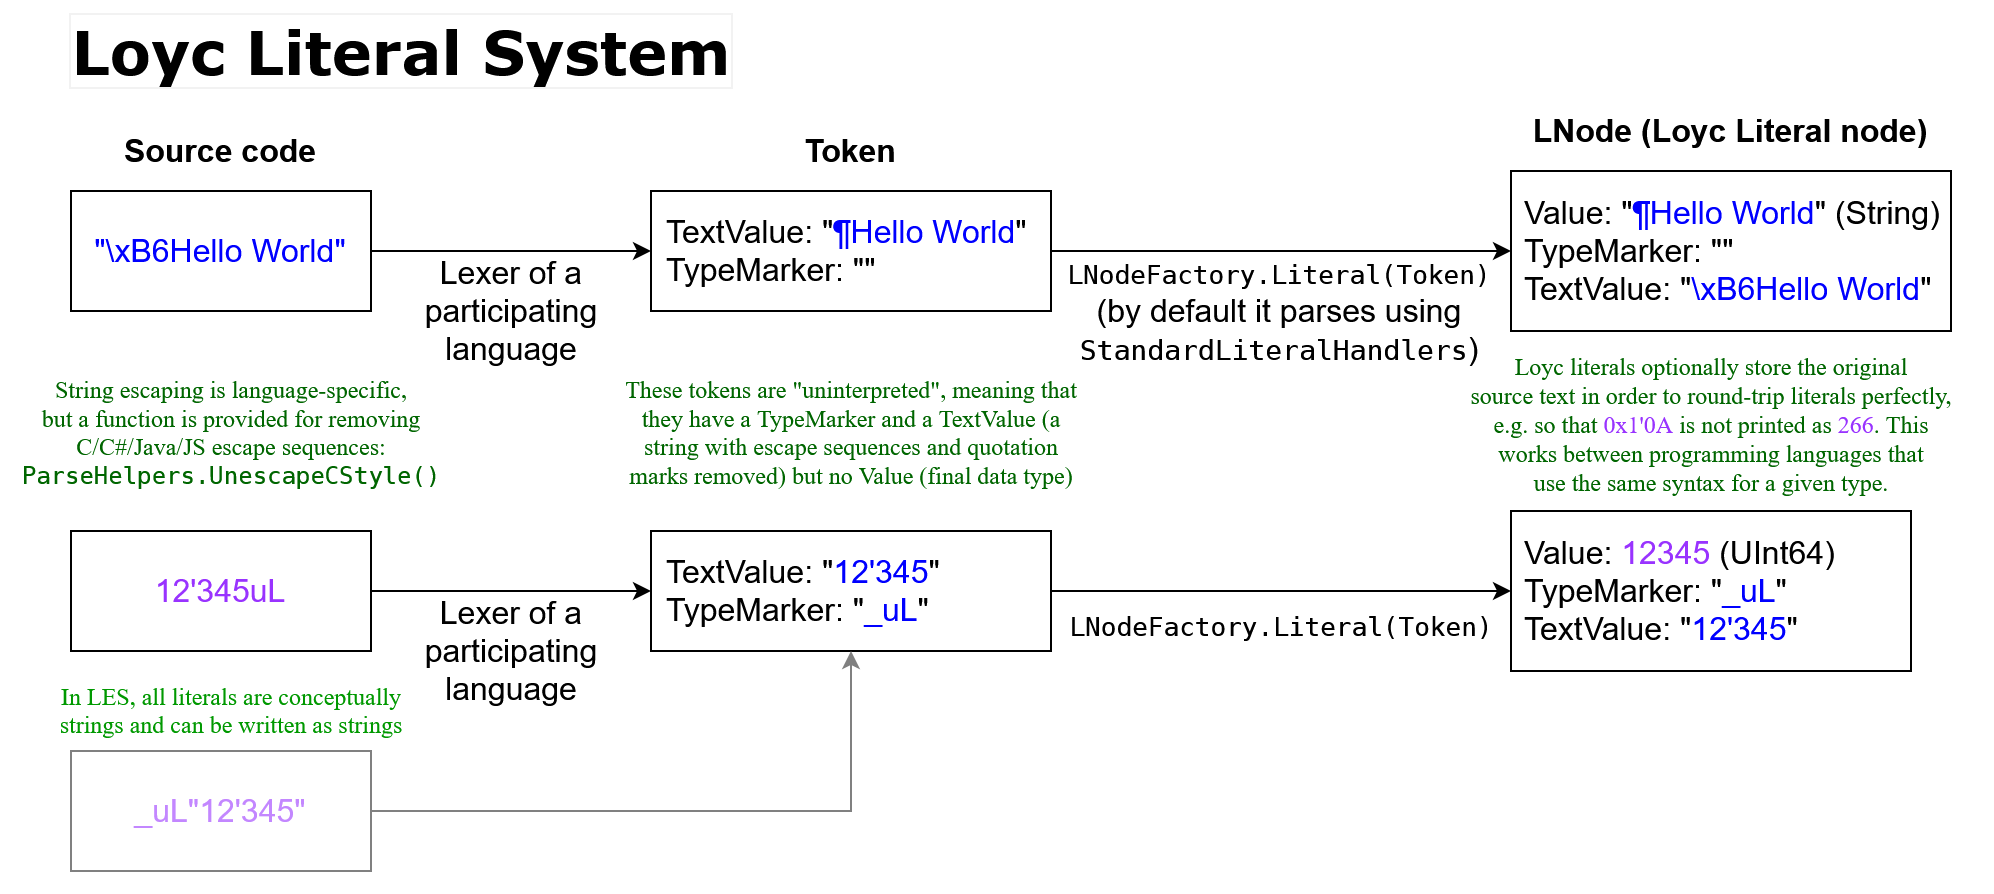 Loyc Literal System
Source code
Token
LNode (Loyc Literal node)
"\xB6Hello World"
Lexer of a
participating
language
TextValue: "¶Hello World"
TypeMarker: ""
LNodeFactory.Literal(Token)
(by default it parses using
StandardLiteralHandlers)
Value: "¶Hello World" (String)
TypeMarker: ""
TextValue: "\xB6Hello World"
String escaping is language-specific,
but a function is provided for removing
C/C#/Java/JS escape sequences:
ParseHelpers.UnescapeCStyle()
These tokens are "uninterpreted", meaning that
they have a TypeMarker and a TextValue (a
string with escape sequences and quotation
marks removed) but no Value (final data type)
Loyc literals optionally store the original
source text in order to round-trip literals perfectly,
e.g. so that 0x1'0A is not printed as 266. This
works between programming languages that
use the same syntax for a given type.
12'345uL
Lexer of a
participating
language
TextValue: "12'345"
TypeMarker: "_uL"
LNodeFactory.Literal(Token)
Value: 12345 (UInt64)
TypeMarker: "_uL"
TextValue: "12'345"
In LES, all literals are conceptually
strings and can be written as strings
_uL"12'345"